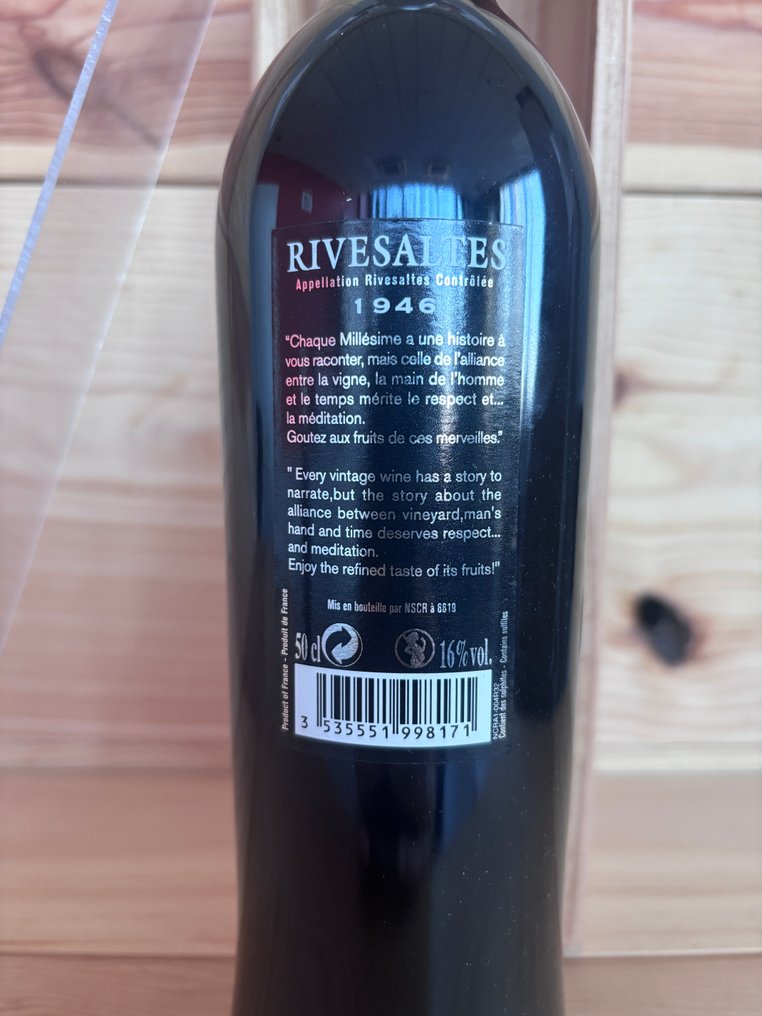 RIVESALTES
Appellation Rivesaltes Contrôlée
1946
"Chaque Millésime a une histoire à
vous raconter, mais celle de l'alliance
entre la vigne, la main de l'homme
et le temps mérite le respect et...
la méditation.
Goutez aux fruits de ces merveilles."
" Every vintage wine has a story to
narrate,but the story about the
alliance between vineyard,man's
hand and time deserves respect...
and meditation.
Enjoy the refined taste of its fruits!"
Mis en bouteille par NSCR à 6619
50 cl
16%vol.
Product of France - Produit de France
3 535551 998171
NCRA1-004R32
Contient des sulphites - Contains sulfites